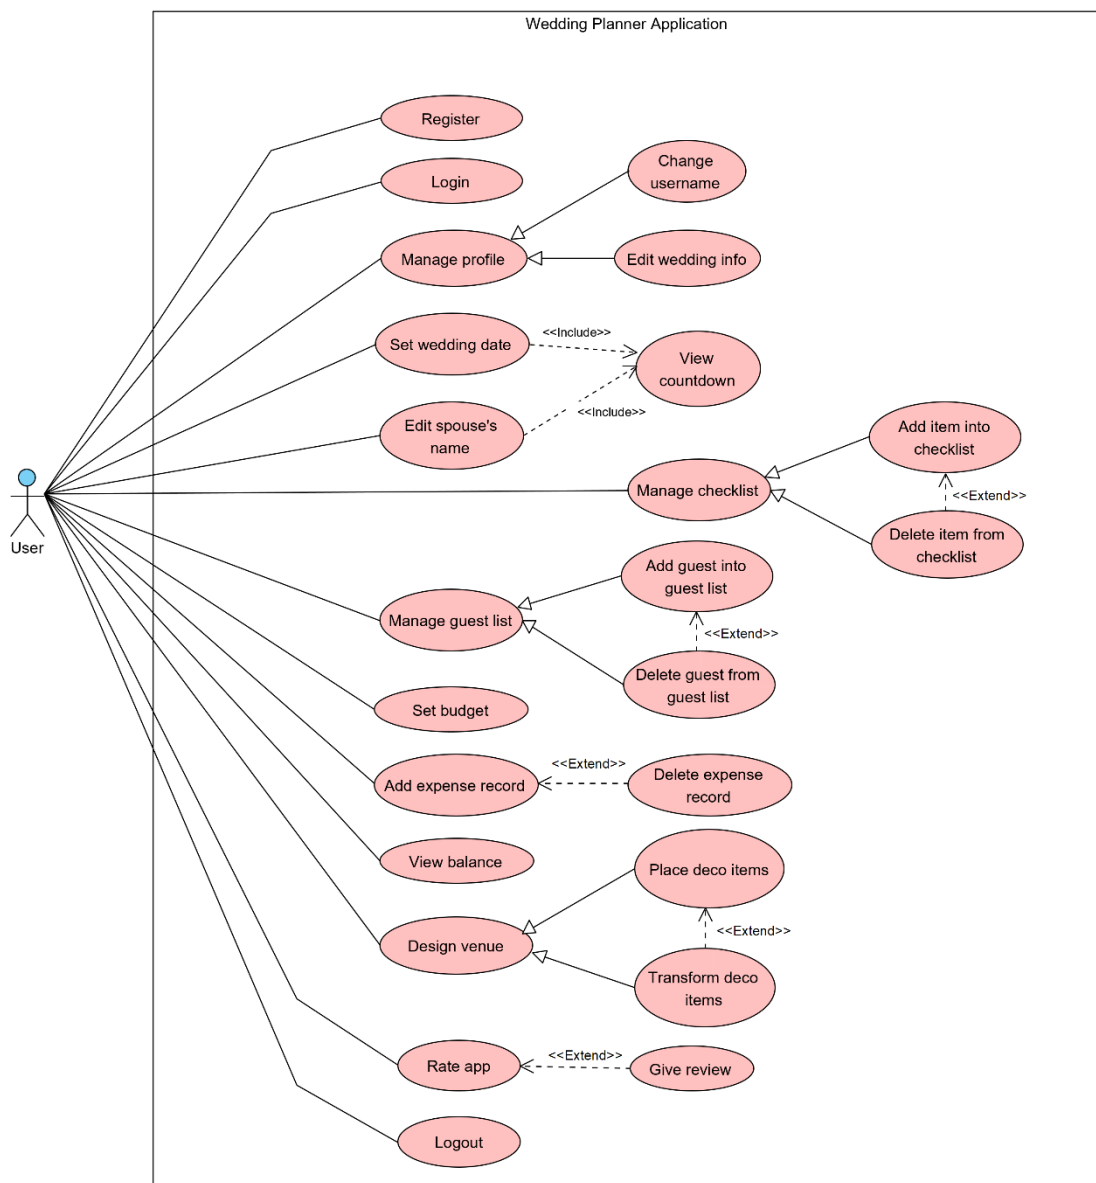 Wedding Planner Application
Register
Change
username
Login
Manage profile
Edit wedding info
<<Include>>
Set wedding date
View
countdown
<<Include>>
Edit spouse's
name
Add item into
checklist
Manage checklist
<<Extend>>
Delete item from
checklist
User
Add guest into
guest list
Manage guest list
<<Extend>>
Delete guest from
guest list
Set budget
<<Extend>>
Add expense record
Delete expense
record
View balance
Place deco items
<<Extend>>
Design venue
Transform deco
items
<<Extend>>
Rate app
Give review
Logout